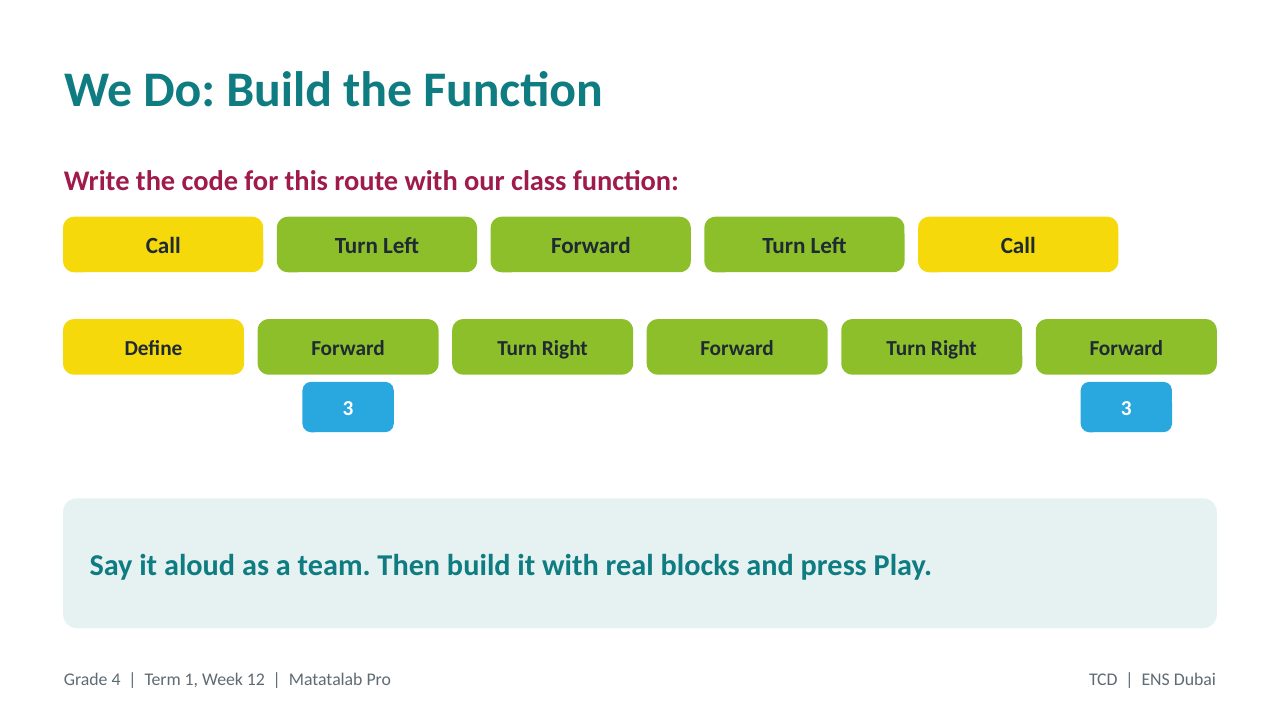 We Do: Build the Function
Write the code for this route with our class function:
Call Turn Left Forward Turn Left Call
Define Forward Turn Right Forward Turn Right Forward
3 3
Say it aloud as a team. Then build it with real blocks and press Play.
Grade 4 | Term 1, Week 12 | Matatalab Pro TCD | ENS Dubai